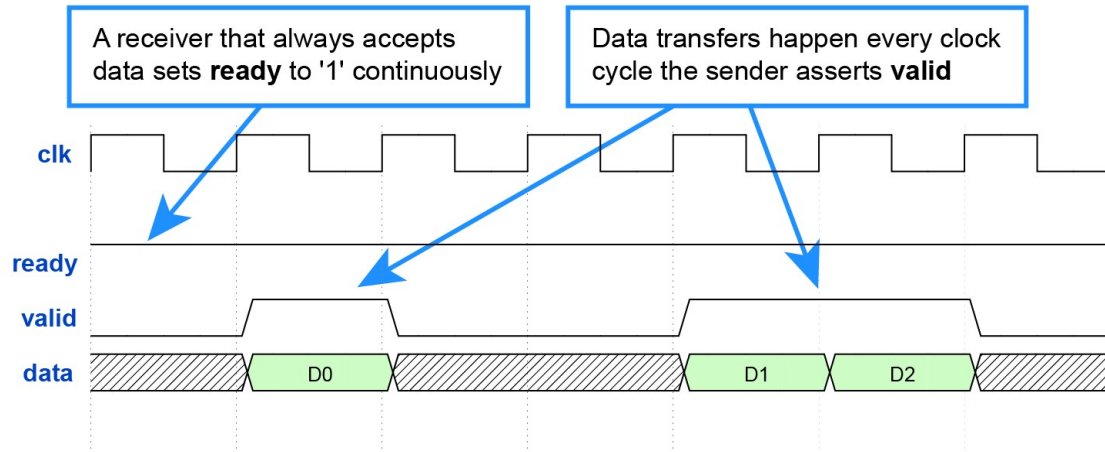 A receiver that always accepts
data sets ready to '1' continuously
Data transfers happen every clock
cycle the sender asserts valid
clk
ready
valid
data
D0
D1
D2